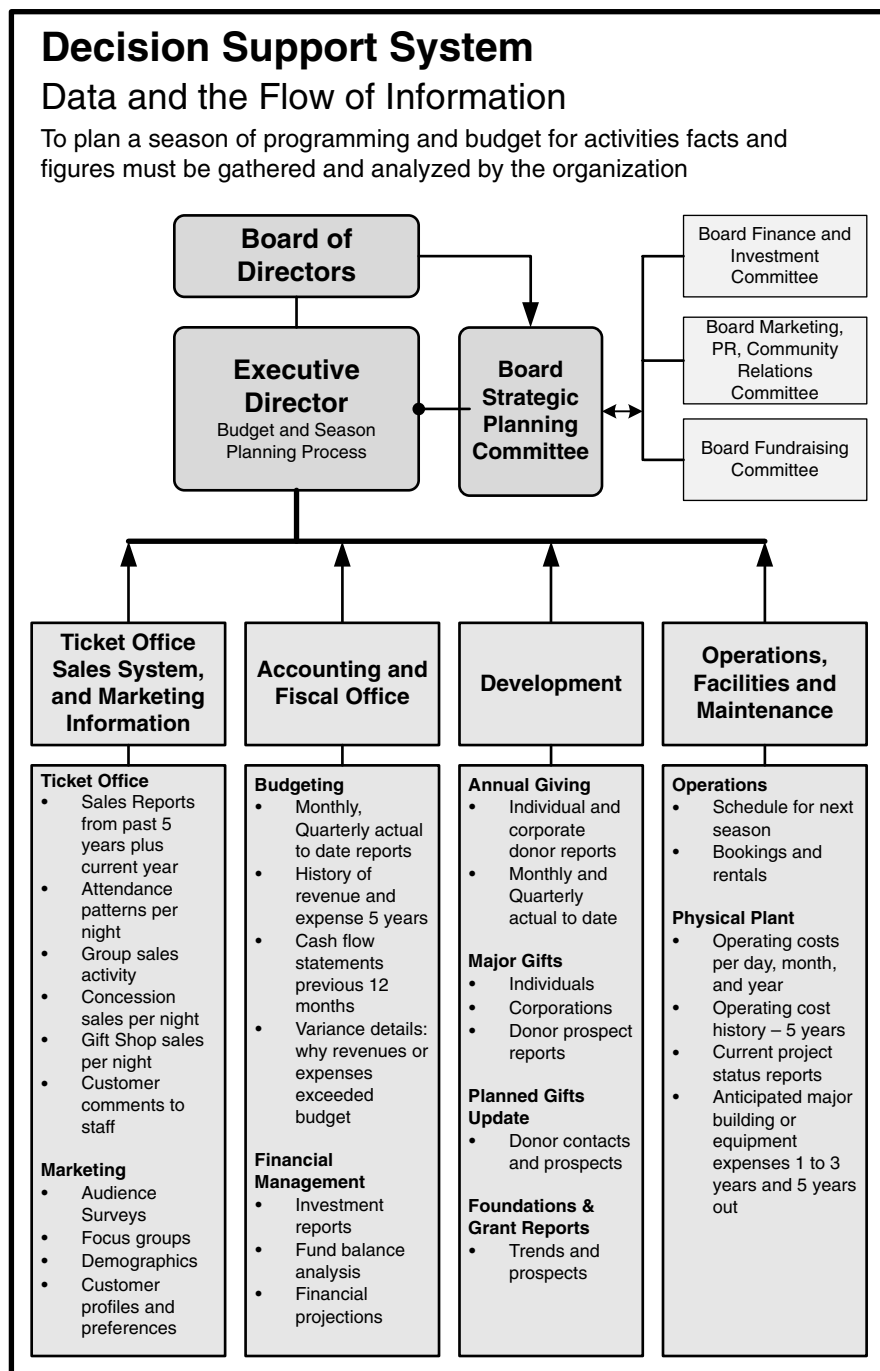 Decision Support System
Data and the Flow of Information
To plan a season of programming and budget for activities facts and
figures must be gathered and analyzed by the organization
Board of
Directors
Executive
Director
Budget and Season
Planning Process
Board
Strategic
Planning
Committee
Board Finance and
Investment
Committee
Board Marketing,
PR, Community
Relations
Committee
Board Fundraising
Committee
Ticket Office
Sales System,
and Marketing
Information
Accounting and
Fiscal Office
Development
Operations,
Facilities and
Maintenance
Ticket Office
• Sales Reports
from past 5
years plus
current year
• Attendance
patterns per
night
• Group sales
activity
• Concession
sales per night
• Gift Shop sales
per night
• Customer
comments to
staff
Marketing
• Audience
Surveys
• Focus groups
• Demographics
• Customer
profiles and
preferences
Budgeting
• Monthly,
Quarterly actual
to date reports
• History of
revenue and
expense 5 years
• Cash flow
statements
previous 12
months
• Variance details:
why revenues or
expenses
exceeded
budget
Financial
Management
• Investment
reports
• Fund balance
analysis
• Financial
projections
Annual Giving
• Individual and
corporate
donor reports
• Monthly and
Quarterly
actual to date
Major Gifts
• Individuals
• Corporations
• Donor prospect
reports
Planned Gifts
Update
• Donor contacts
and prospects
Foundations &
Grant Reports
• Trends and
prospects
Operations
• Schedule for next
season
• Bookings and
rentals
Physical Plant
• Operating costs
per day, month,
and year
• Operating cost
history – 5 years
• Current project
status reports
• Anticipated major
building or
equipment
expenses 1 to 3
years and 5 years
out